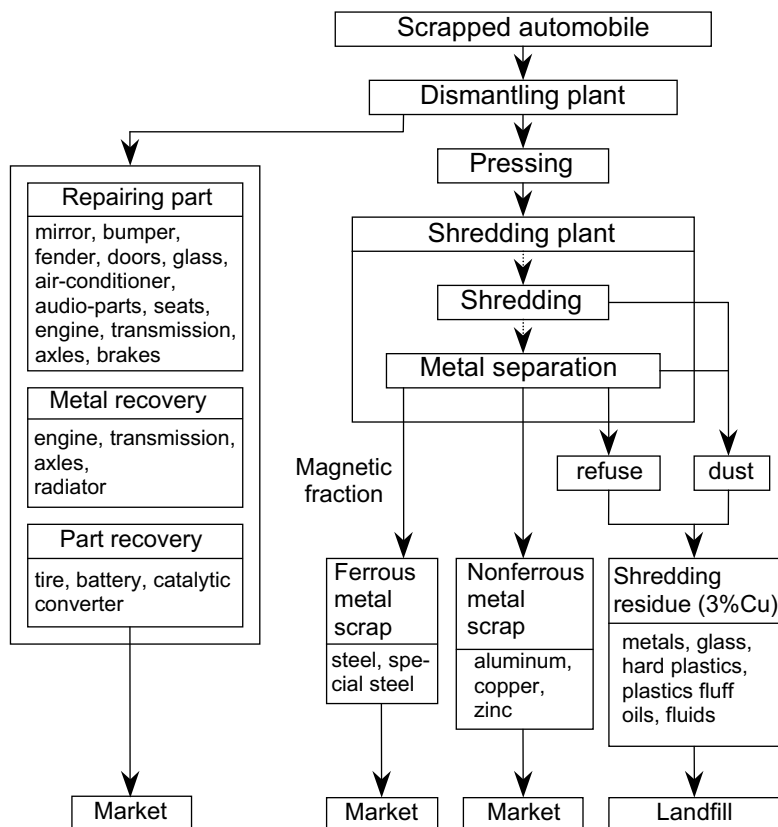 Scrapped automobile
Dismantling plant
Pressing
Repairing part
mirror, bumper,
fender, doors, glass,
air-conditioner,
audio-parts, seats,
engine, transmission,
axles, brakes
Metal recovery
engine, transmission,
axles,
radiator
Part recovery
tire, battery, catalytic
converter
Market
Shredding plant
Shredding
Metal separation
Magnetic
fraction
refuse
dust
Ferrous
metal
scrap
steel, spe-
cial steel
Market
Nonferrous
metal
scrap
aluminum,
copper,
zinc
Market
Shredding
residue (3%Cu)
metals, glass,
hard plastics,
plastics fluff
oils, fluids
Landfill